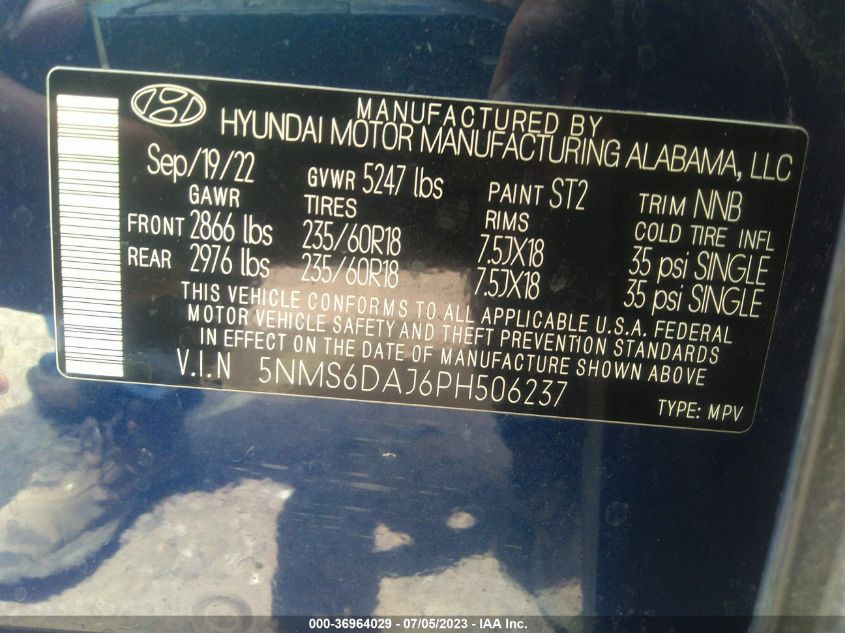 MANUFACTURED BY
HYUNDAI MOTOR MANUFACTURING ALABAMA, LLC
Sep/19/22 GVWR 5247 lbs PAINT ST2 TRIM NNB
GAWR TIRES RIMS COLD TIRE INFL
FRONT 2866 lbs 235/60R18 7.5JX18 35 psi SINGLE
REAR 2976 lbs 235/60R18 7.5JX18 35 psi SINGLE
THIS VEHICLE CONFORMS TO ALL APPLICABLE U.S.A. FEDERAL
MOTOR VEHICLE SAFETY AND THEFT PREVENTION STANDARDS
IN EFFECT ON THE DATE OF MANUFACTURE SHOWN ABOVE
V.I.N 5NMS6DAJ6PH506237
TYPE: MPV
000-36964029 - 07/05/2023 - IAA Inc.